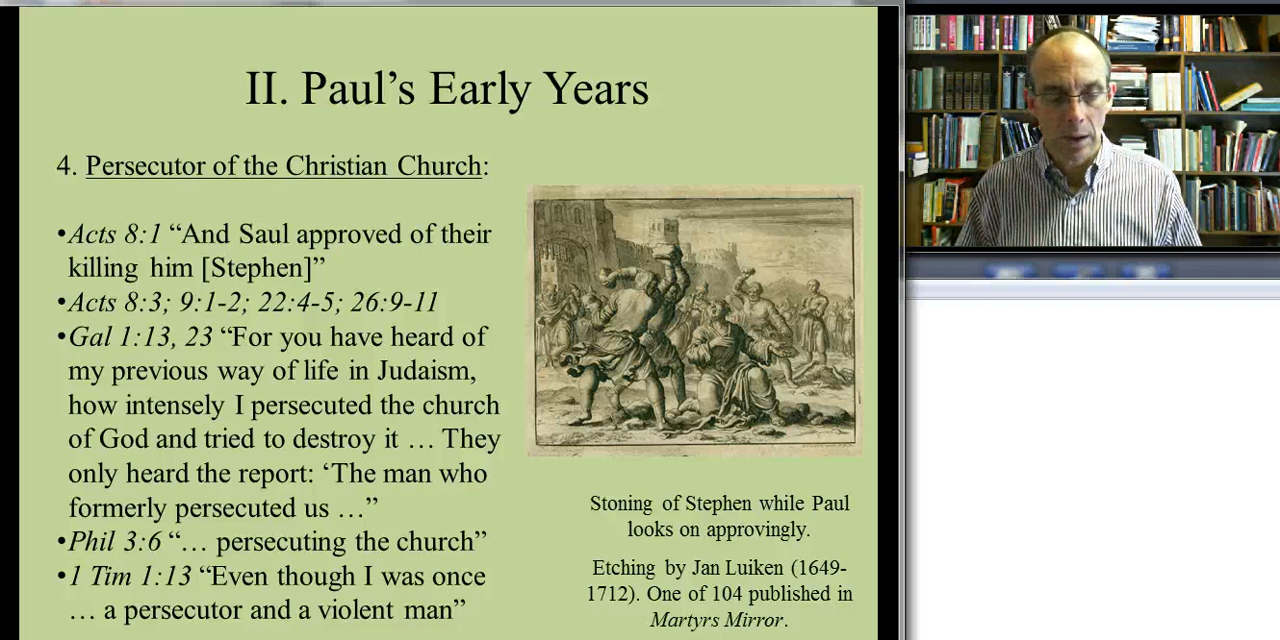 II. Paul’s Early Years
4. Persecutor of the Christian Church:
•Acts 8:1 “And Saul approved of their
killing him [Stephen]”
•Acts 8:3; 9:1-2; 22:4-5; 26:9-11
•Gal 1:13, 23 “For you have heard of
my previous way of life in Judaism,
how intensely I persecuted the church
of God and tried to destroy it … They
only heard the report: ‘The man who
formerly persecuted us …”
•Phil 3:6 “… persecuting the church”
•1 Tim 1:13 “Even though I was once
… a persecutor and a violent man”
Stoning of Stephen while Paul
looks on approvingly.
Etching by Jan Luiken (1649-
1712). One of 104 published in
Martyrs Mirror.